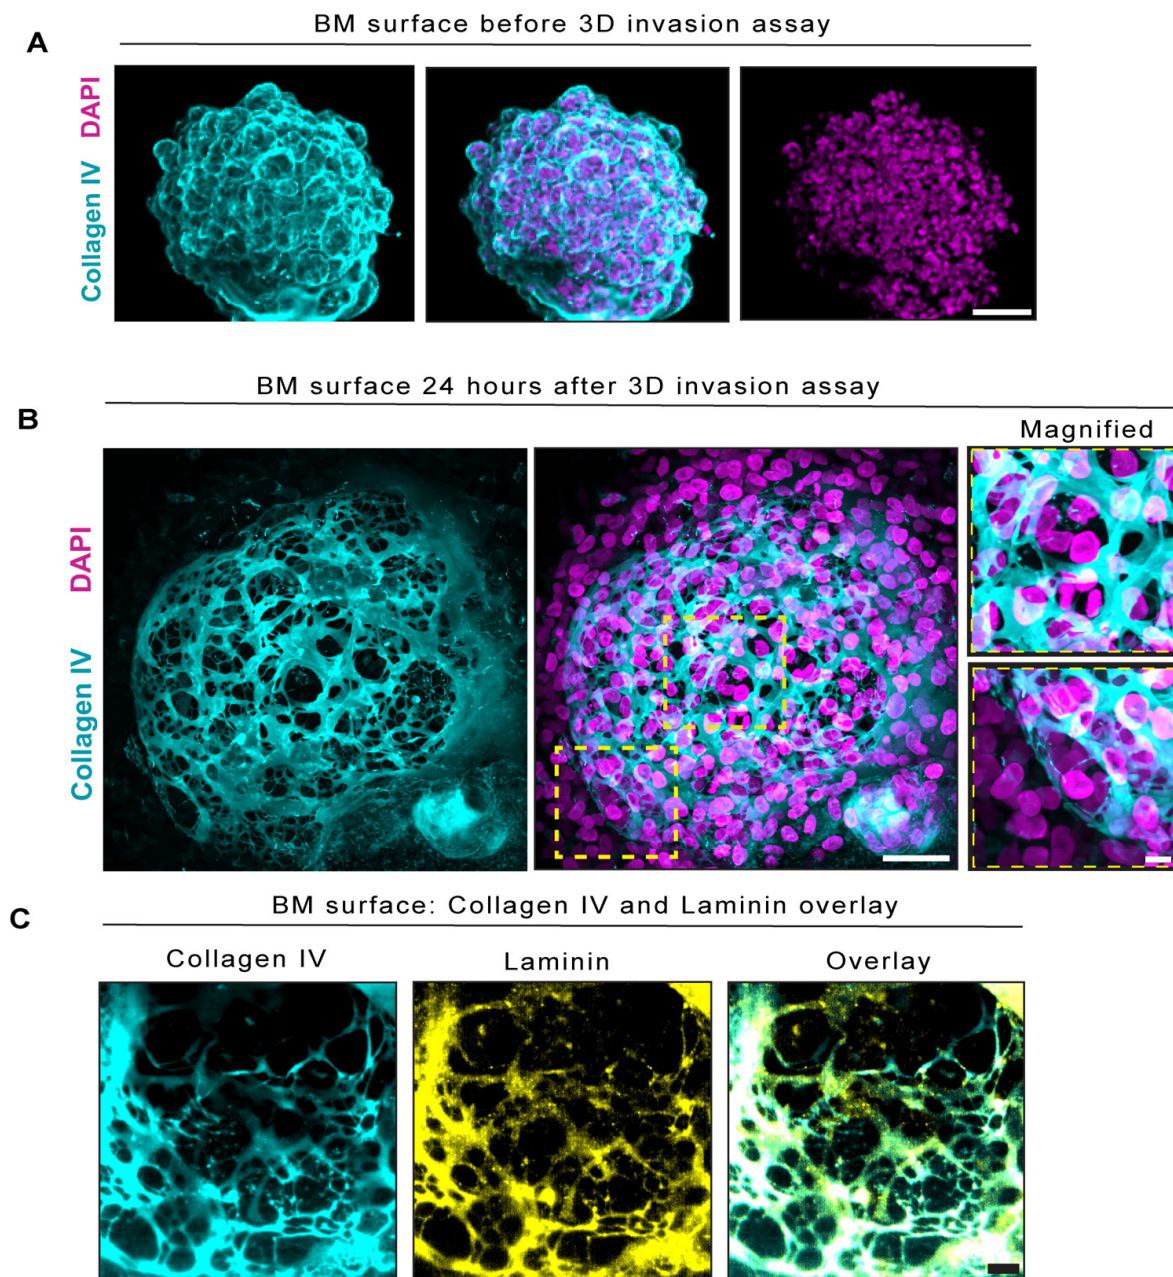 BM surface before 3D invasion assay
A
Collagen IV DAPI
BM surface 24 hours after 3D invasion assay
B
Magnified
Collagen IV DAPI
BM surface: Collagen IV and Laminin overlay
C
Collagen IV
Laminin
Overlay